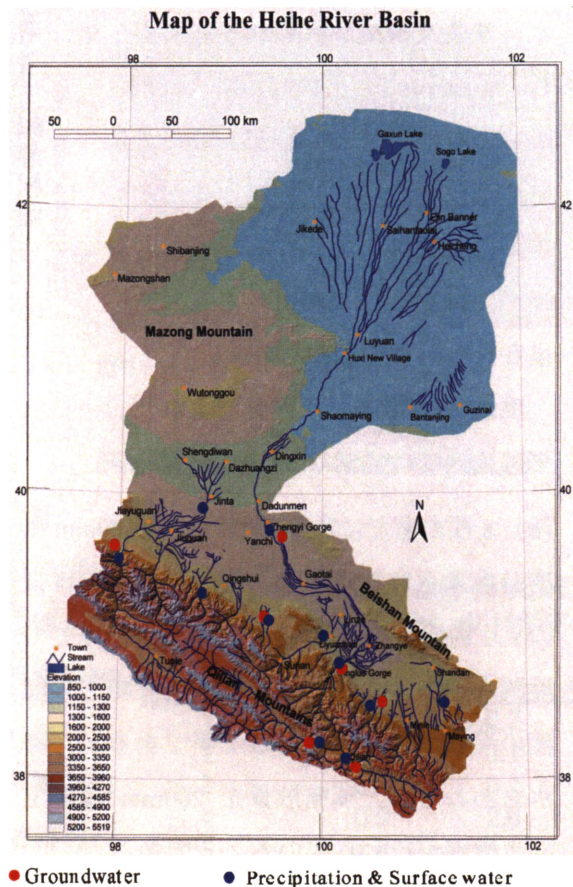 Map of the Heihe River Basin
98
100
102
50 0 50 100 km
Gaxun Lake
Sogo Lake
42
42
Jikede
Saihantaolai
Ejin Banner
Heicheng
Shibanjing
Mazongshan
Mazong Mountain
Luyuan
Huxi New Village
Wutonggou
Shaomaying
Bantanjing
Guzinai
Shengdiwan
Dazhuangzi
Dingxin
40
40
Jinta
Dadunmen
N
Jiayuguan
Jiuquan
Yanchi
Zhengyi Gorge
Qingshui
Gaotai
Beishan Mountain
Linze
Zhangye
Sunan
Yingluo Gorge
Shandan
Tuole
Qilian Mountains
Minle
Maying
Town
Stream
Lake
Elevation
850 - 1000
1000 - 1150
1150 - 1300
1300 - 1600
1600 - 2000
2000 - 2500
2500 - 3000
3000 - 3350
3350 - 3650
3650 - 3960
3960 - 4270
4270 - 4585
4585 - 4900
4900 - 5200
5200 - 5519
38
38
98
100
102
Groundwater
Precipitation & Surface water